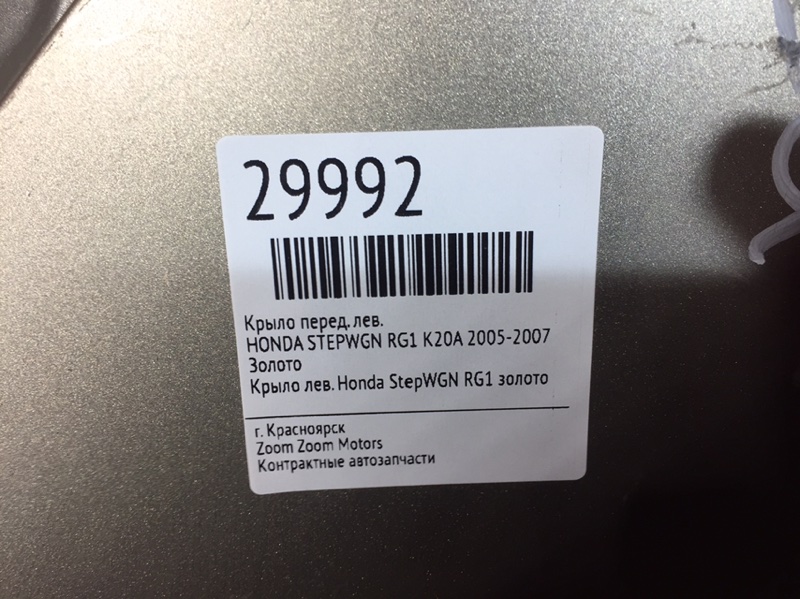 29992
Крыло перед. лев.
HONDA STEPWGN RG1 K20A 2005-2007
Золото
Крыло лев. Honda StepWGN RG1 золото
г. Красноярск
Zoom Zoom Motors
Контрактные автозапчасти